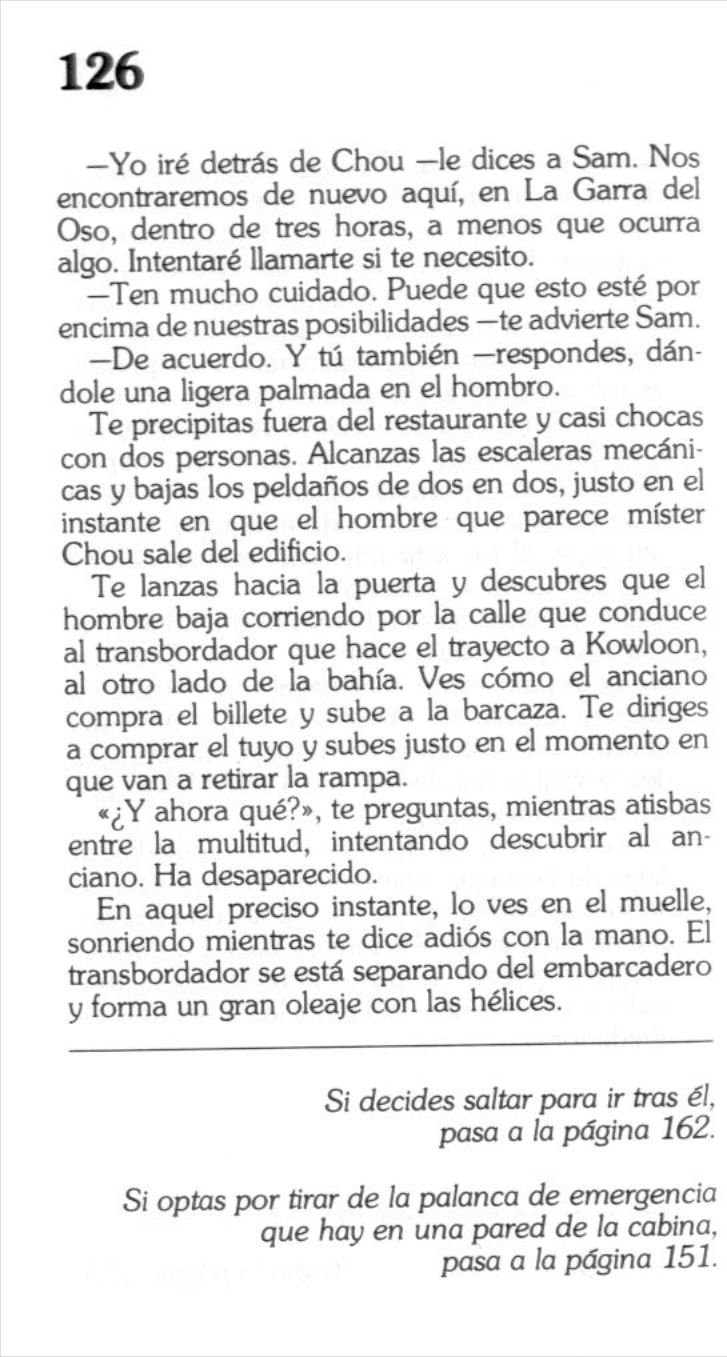 126
—Yo iré detrás de Chou —le dices a Sam. Nos
encontraremos de nuevo aquí, en La Garra del
Oso, dentro de tres horas, a menos que ocurra
algo. Intentaré llamarte si te necesito.
—Ten mucho cuidado. Puede que esto esté por
encima de nuestras posibilidades —te advierte Sam.
—De acuerdo. Y tú también —respondes, dán-
dole una ligera palmada en el hombro.
Te precipitas fuera del restaurante y casi chocas
con dos personas. Alcanzas las escaleras mecáni-
cas y bajas los peldaños de dos en dos, justo en el
instante en que el hombre que parece míster
Chou sale del edificio.
Te lanzas hacia la puerta y descubres que el
hombre baja corriendo por la calle que conduce
al transbordador que hace el trayecto a Kowloon,
al otro lado de la bahía. Ves cómo el anciano
compra el billete y sube a la barcaza. Te diriges
a comprar el tuyo y subes justo en el momento en
que van a retirar la rampa.
«¿Y ahora qué?», te preguntas, mientras atisbas
entre la multitud, intentando descubrir al an-
ciano. Ha desaparecido.
En aquel preciso instante, lo ves en el muelle,
sonriendo mientras te dice adiós con la mano. El
transbordador se está separando del embarcadero
y forma un gran oleaje con las hélices.
Si decides saltar para ir tras él,
pasa a la página 162.
Si optas por tirar de la palanca de emergencia
que hay en una pared de la cabina,
pasa a la página 151.